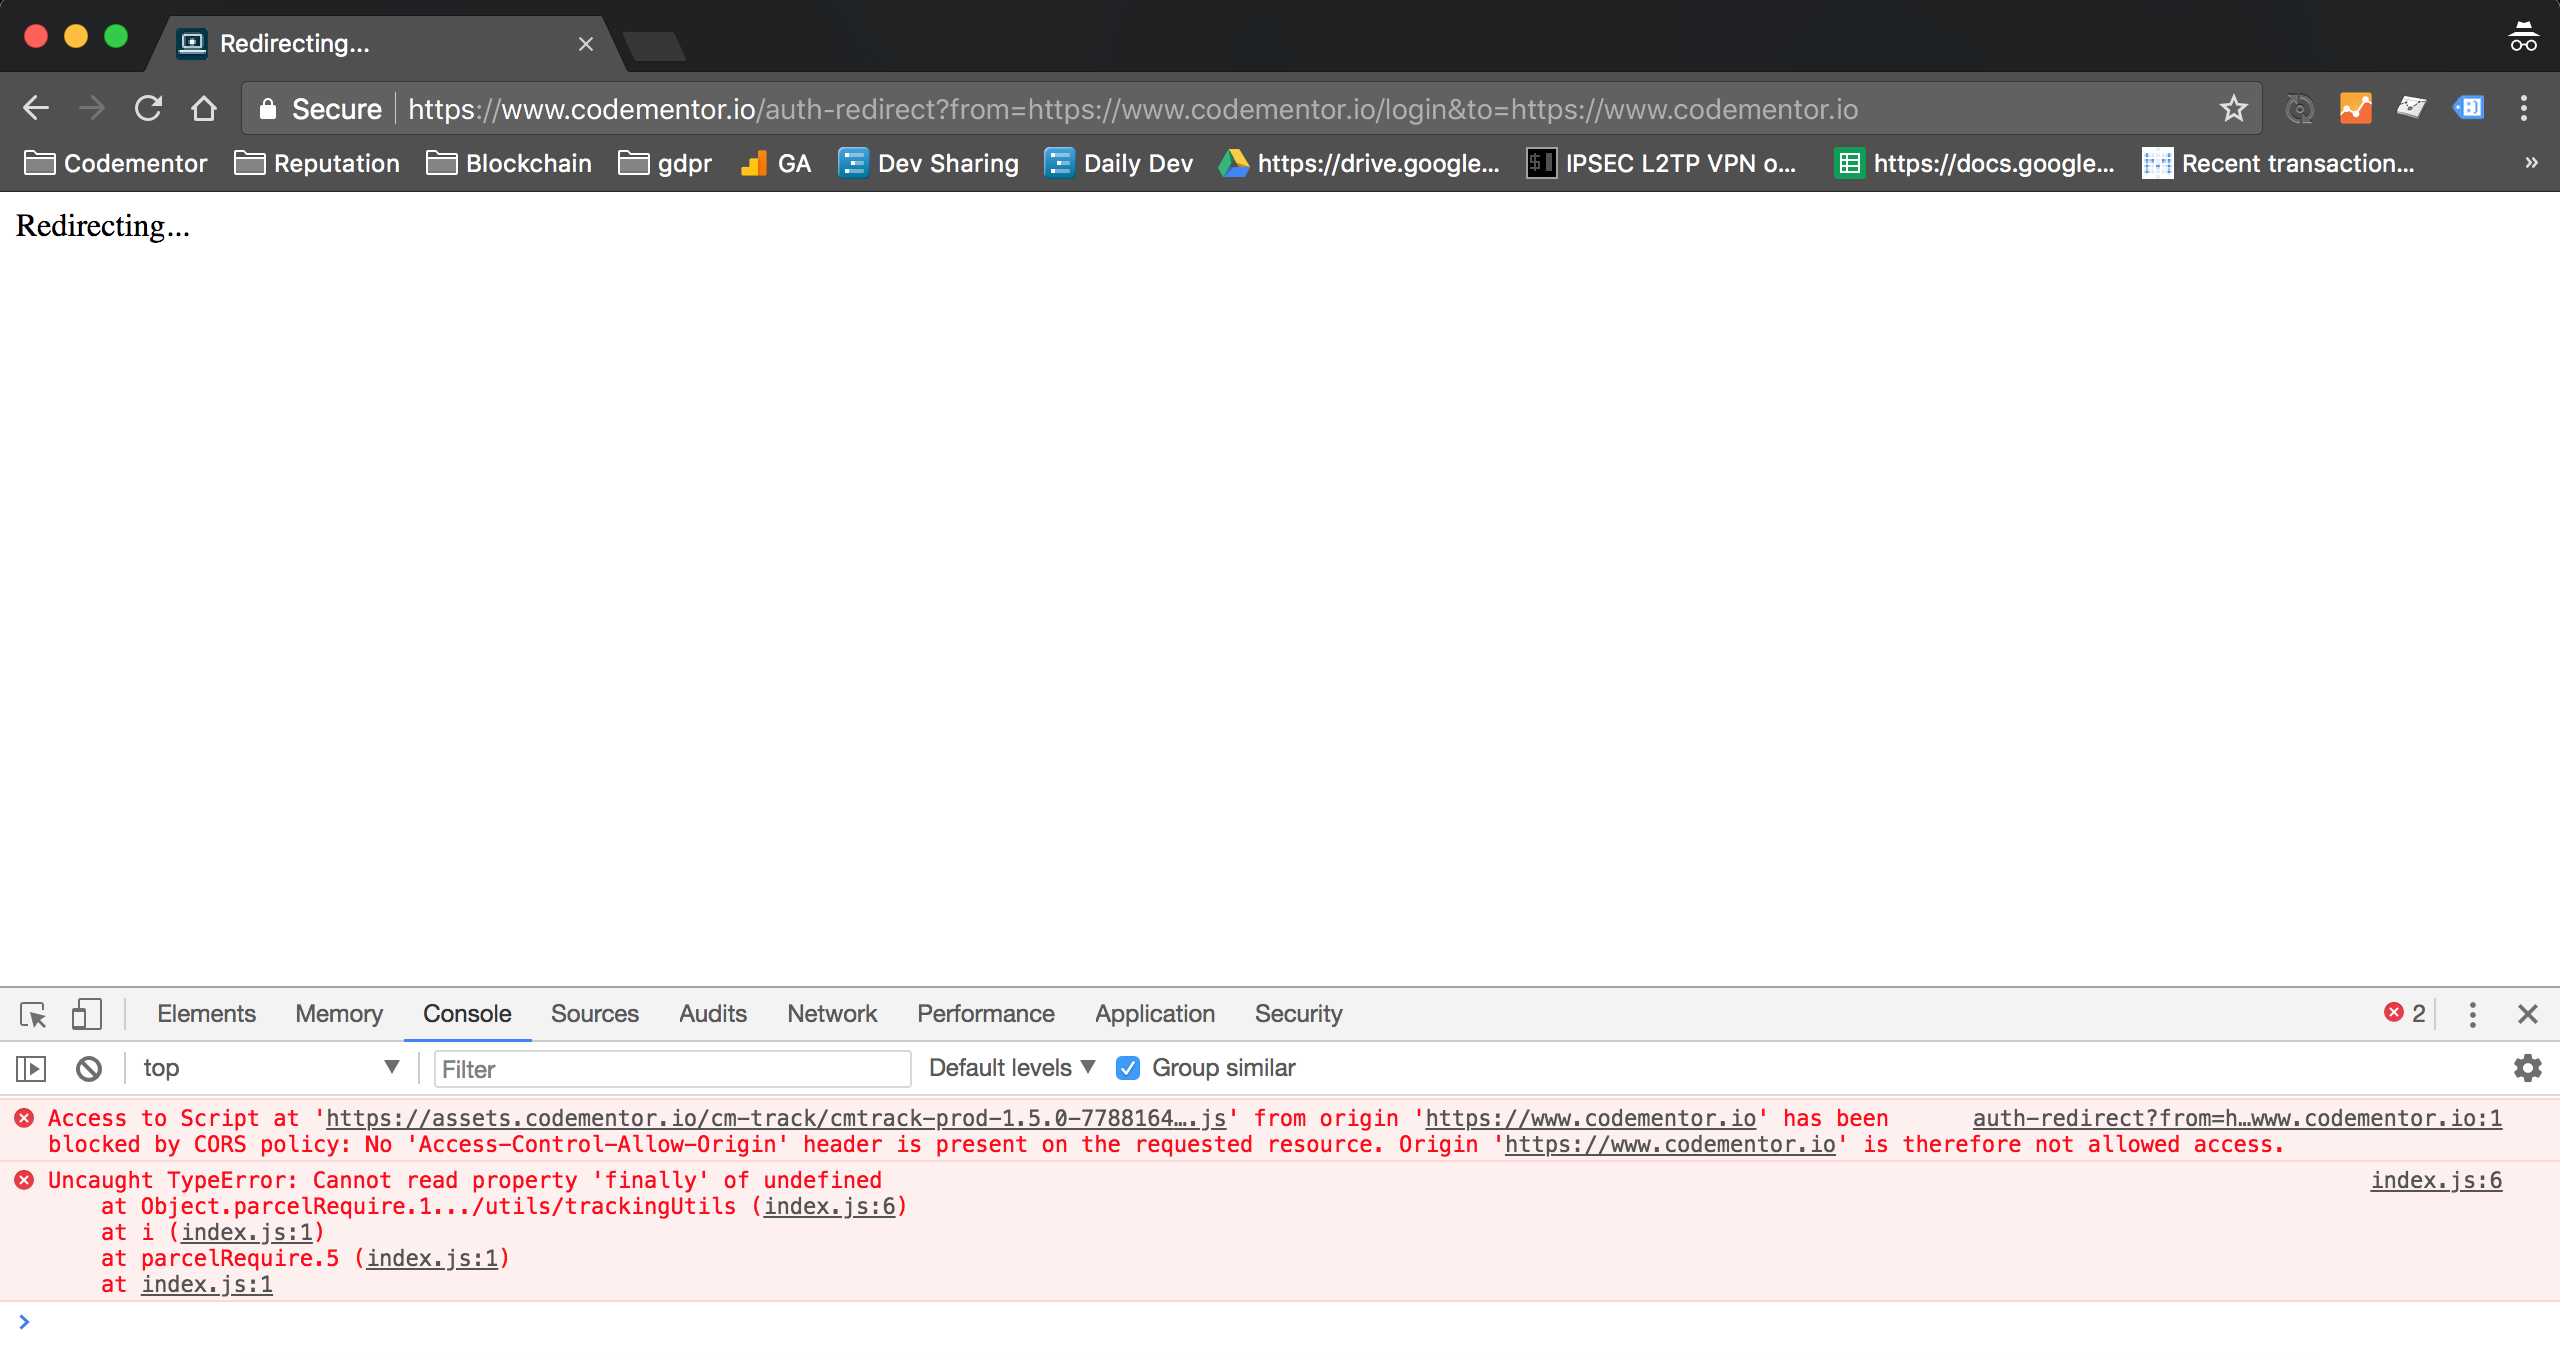 Redirecting...
Secure https://www.codementor.io/auth-redirect?from=https://www.codementor.io/login&to=https://www.codementor.io
Codementor Reputation Blockchain gdpr GA Dev Sharing Daily Dev https://drive.google... IPSEC L2TP VPN o... https://docs.google... Recent transaction... »
Redirecting...
Elements Memory Console Sources Audits Network Performance Application Security 2
top Filter Default levels Group similar
Access to Script at 'https://assets.codementor.io/cm-track/cmtrack-prod-1.5.0-7788164….js' from origin 'https://www.codementor.io' has been auth-redirect?from=h…www.codementor.io:1
blocked by CORS policy: No 'Access-Control-Allow-Origin' header is present on the requested resource. Origin 'https://www.codementor.io' is therefore not allowed access.
Uncaught TypeError: Cannot read property 'finally' of undefined index.js:6
at Object.parcelRequire.1.../utils/trackingUtils (index.js:6)
at i (index.js:1)
at parcelRequire.5 (index.js:1)
at index.js:1